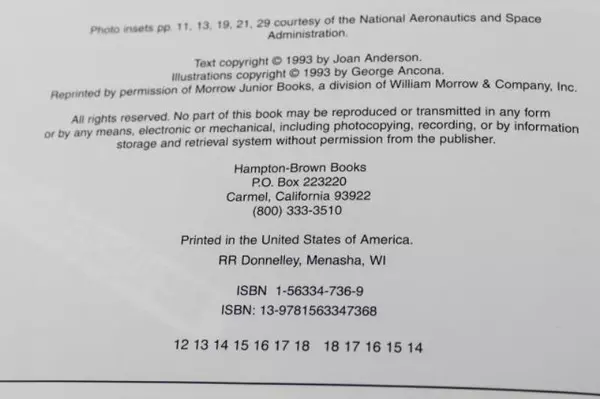 Photo insets pp. 11, 13, 19, 21, 29 courtesy of the National Aeronautics and Space
Administration.
Text copyright © 1993 by Joan Anderson.
Illustrations copyright © 1993 by George Ancona.
Reprinted by permission of Morrow Junior Books, a division of William Morrow & Company, Inc.
All rights reserved. No part of this book may be reproduced or transmitted in any form
or by any means, electronic or mechanical, including photocopying, recording, or by information
storage and retrieval system without permission from the publisher.
Hampton-Brown Books
P.O. Box 223220
Carmel, California 93922
(800) 333-3510
Printed in the United States of America.
RR Donnelley, Menasha, WI
ISBN 1-56334-736-9
ISBN: 13-9781563347368
12 13 14 15 16 17 18 18 17 16 15 14